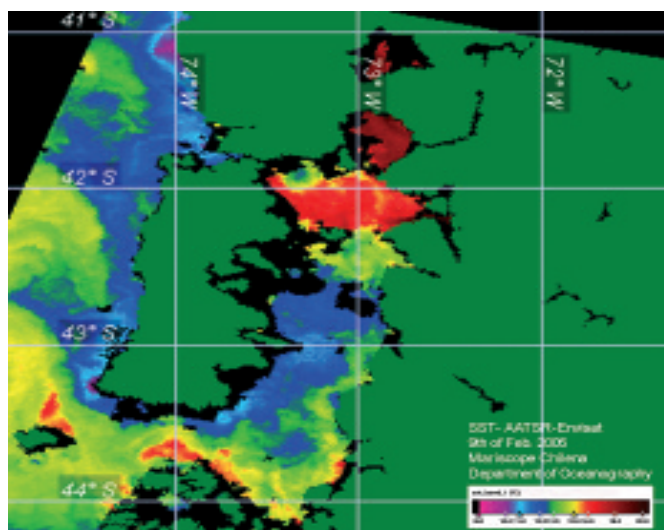 41° S
74° W
73° W
72° W
42° S
43° S
44° S
SST- AATSR-Envisat
9th of Feb. 2005
Mariscope Chilena
Department of Oceanography